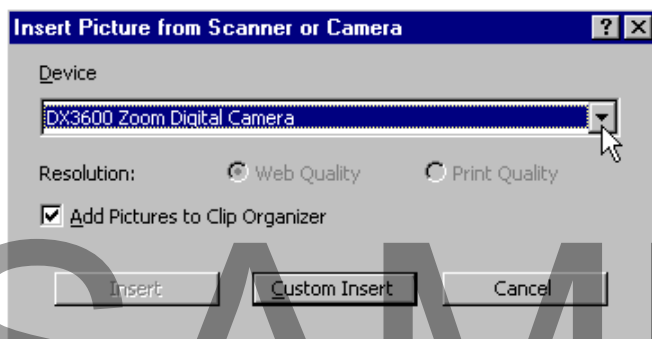 Insert Picture from Scanner or Camera
Device
DX3600 Zoom Digital Camera
Resolution: Web Quality Print Quality
Add Pictures to Clip Organizer
Insert Custom Insert Cancel
SAM